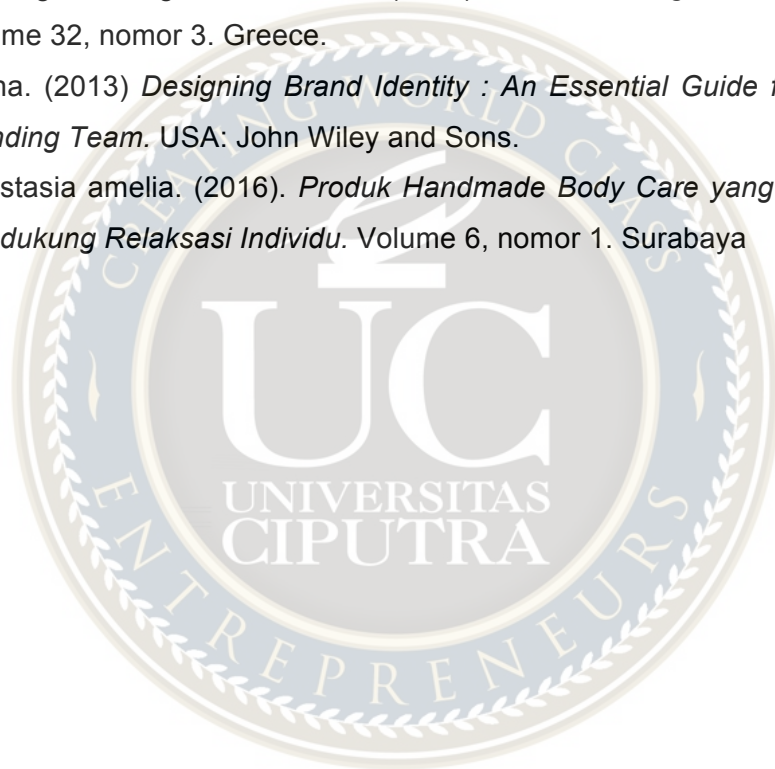 ume 32, nomor 3. Greece.
na. (2013) Designing Brand Identity : An Essential Guide f
nding Team. USA: John Wiley and Sons.
stasia amelia. (2016). Produk Handmade Body Care yang
dukung Relaksasi Individu. Volume 6, nomor 1. Surabaya
CREATING WORLD CLASS
UC
UNIVERSITAS
CIPUTRA
ENTREPRENEURS